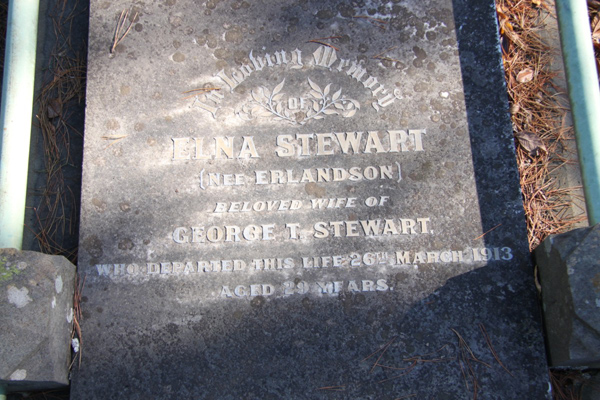 In Loving Memory
OF
ELNA STEWART
(NEE ERLANDSON)
BELOVED WIFE OF
GEORGE T. STEWART.
WHO DEPARTED THIS LIFE 26TH MARCH 1913
AGED 29 YEARS.